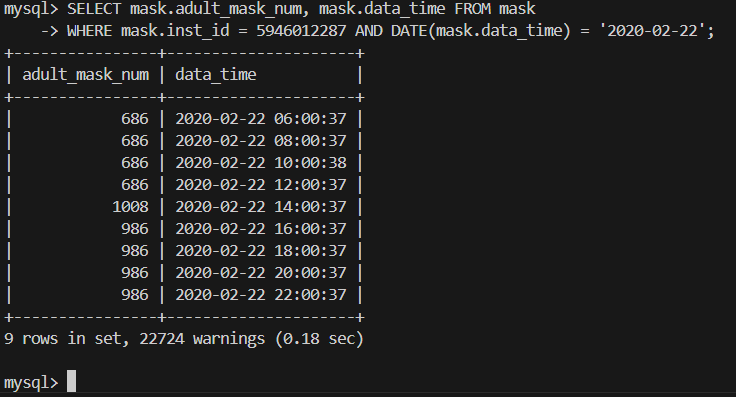 mysql> SELECT mask.adult_mask_num, mask.data_time FROM mask
    -> WHERE mask.inst_id = 5946012287 AND DATE(mask.data_time) = '2020-02-22';
+----------------+---------------------+
| adult_mask_num | data_time           |
+----------------+---------------------+
|            686 | 2020-02-22 06:00:37 |
|            686 | 2020-02-22 08:00:37 |
|            686 | 2020-02-22 10:00:38 |
|            686 | 2020-02-22 12:00:37 |
|           1008 | 2020-02-22 14:00:37 |
|            986 | 2020-02-22 16:00:37 |
|            986 | 2020-02-22 18:00:37 |
|            986 | 2020-02-22 20:00:37 |
|            986 | 2020-02-22 22:00:37 |
+----------------+---------------------+
9 rows in set, 22724 warnings (0.18 sec)

mysql>